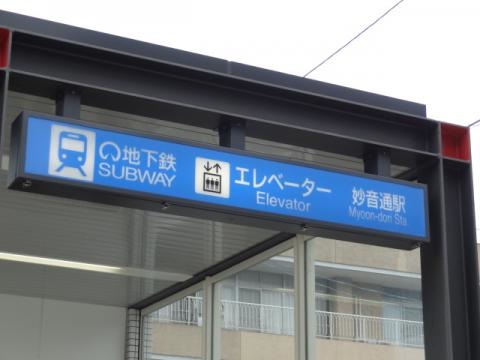 地下鉄
SUBWAY
エレベーター
Elevator
妙音通駅
Myoon-dori Sta.